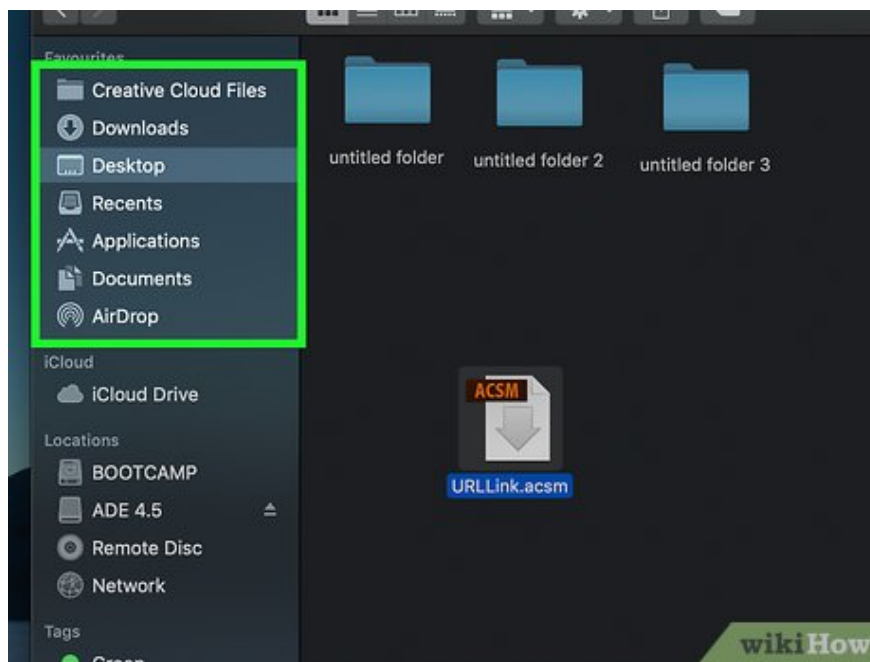 Favourites
Creative Cloud Files
Downloads
Desktop
Recents
Applications
Documents
AirDrop
iCloud
iCloud Drive
Locations
BOOTCAMP
ADE 4.5
Remote Disc
Network
Tags
Green
untitled folder
untitled folder 2
untitled folder 3
ACSM
URLLink.acsm
wikiHow